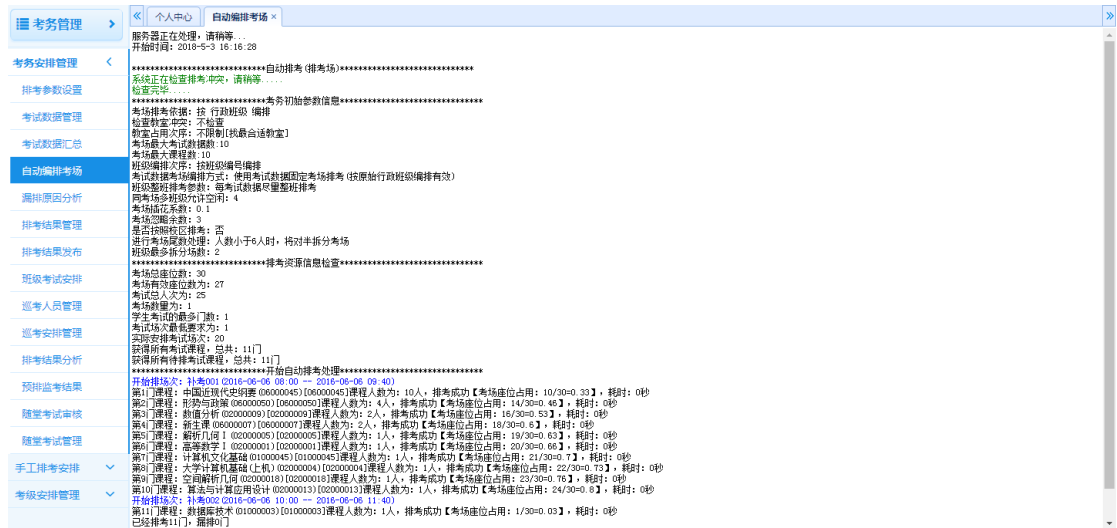 考务管理
个人中心
自动编排考场
考务安排管理
排考参数设置
考试数据管理
考试数据汇总
自动编排考场
漏排原因分析
排考结果管理
排考结果发布
班级考试安排
巡考人员管理
巡考安排管理
排考结果分析
预排监考结果
随堂考试审核
随堂考试管理
手工排考安排
考级安排管理
服务器正在处理，请稍等...
开始时间：2018-5-3 16:16:28
*****************************自动排考(排考场)*****************************
系统正在检查排考冲突，请稍等.....
检查完毕.....
*****************************考务初始参数信息*******************************
考场排考依据：按 行政班级 编排
检查教室冲突：不检查
教室占用次序：不限制[找最合适教室]
考场最大考试数据数:10
考场最大课程数:10
班级编排次序：按班级编号编排
考试数据考场编排方式：使用考试数据固定考场排考(按原始行政班级编排有效)
班级整班排考参数：每考试数据尽量整班排考
同考场多班级允许空闲：4
考场插花系数：0.1
考场忽略余数：3
是否按照校区排考：否
进行考场尾数处理：人数小于6人时，将对半拆分考场
班级最多拆分场数：2
*****************************排考资源信息检查*******************************
考场总座位数：30
考场有效座位数为：27
考试总人次为：25
考场数量为：1
学生考试的最多门数：1
考试场次最低要求为：1
实际安排考试场次：20
获得所有考试课程，总共：11门
获得所有待排考试课程，总共：11门
*****************************开始自动排考处理*******************************
开始排场次：补考001(2016-06-06 08:00 -- 2016-06-06 09:40)
第1门课程：中国近现代史纲要(06000045)[06000045]课程人数为：10人，排考成功【考场座位占用：10/30=0.33】，耗时：0秒
第2门课程：形势与政策(06000050)[06000050]课程人数为：4人，排考成功【考场座位占用：14/30=0.46】，耗时：0秒
第3门课程：数值分析(02000009)[02000009]课程人数为：2人，排考成功【考场座位占用：16/30=0.53】，耗时：0秒
第4门课程：新生课(06000007)[06000007]课程人数为：2人，排考成功【考场座位占用：18/30=0.6】，耗时：0秒
第5门课程：解析几何Ⅰ(02000005)[02000005]课程人数为：1人，排考成功【考场座位占用：19/30=0.63】，耗时：0秒
第6门课程：高等数学Ⅰ(02000001)[02000001]课程人数为：1人，排考成功【考场座位占用：20/30=0.66】，耗时：0秒
第7门课程：计算机文化基础(01000045)[01000045]课程人数为：1人，排考成功【考场座位占用：21/30=0.7】，耗时：0秒
第8门课程：大学计算机基础(上机)(02000004)[02000004]课程人数为：1人，排考成功【考场座位占用：22/30=0.73】，耗时：0秒
第9门课程：空间解析几何(02000018)[02000018]课程人数为：1人，排考成功【考场座位占用：23/30=0.76】，耗时：0秒
第10门课程：算法与计算应用设计(02000013)[02000013]课程人数为：1人，排考成功【考场座位占用：24/30=0.8】，耗时：0秒
开始排场次：补考002(2016-06-06 10:00 -- 2016-06-06 11:40)
第11门课程：数据库技术(01000003)[01000003]课程人数为：1人，排考成功【考场座位占用：1/30=0.03】，耗时：0秒
已经排考11门，漏排0门